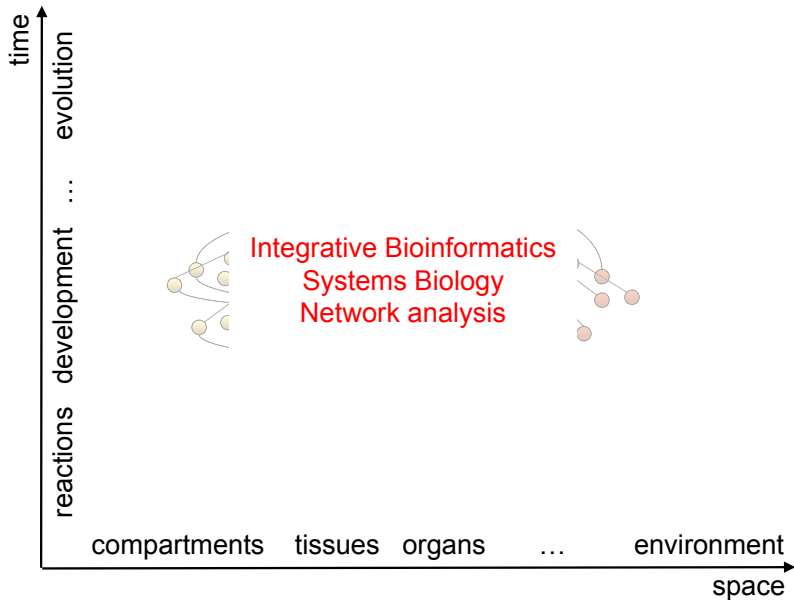 time
evolution
…
development
reactions
Integrative Bioinformatics
Systems Biology
Network analysis
compartments tissues organs … environment
space